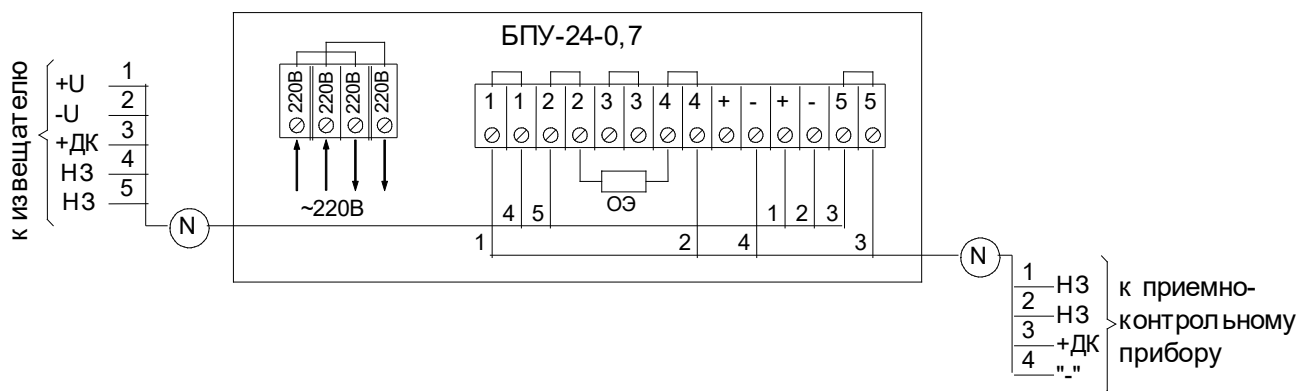 БПУ-24-0,7
к извещателю
1
+U
2
-U
3
+ДК
4
НЗ
5
НЗ
N
220В 220В 220В 220В
~220В
1 1 2 2 3 3 4 4 + - + - 5 5
ОЭ
4 5 1 2 3
1 2 4 3
N
1
НЗ
2
НЗ
3
+ДК
4
"-"
к приемно-
контрольному
прибору